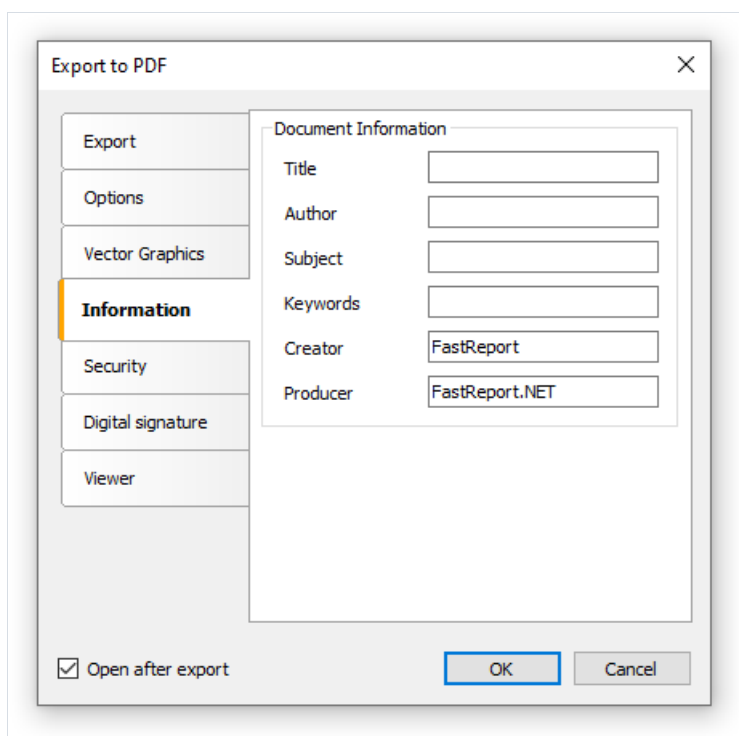 Export to PDF
Export
Options
Vector Graphics
Information
Security
Digital signature
Viewer
Document Information
Title
Author
Subject
Keywords
Creator FastReport
Producer FastReport.NET
Open after export
OK Cancel